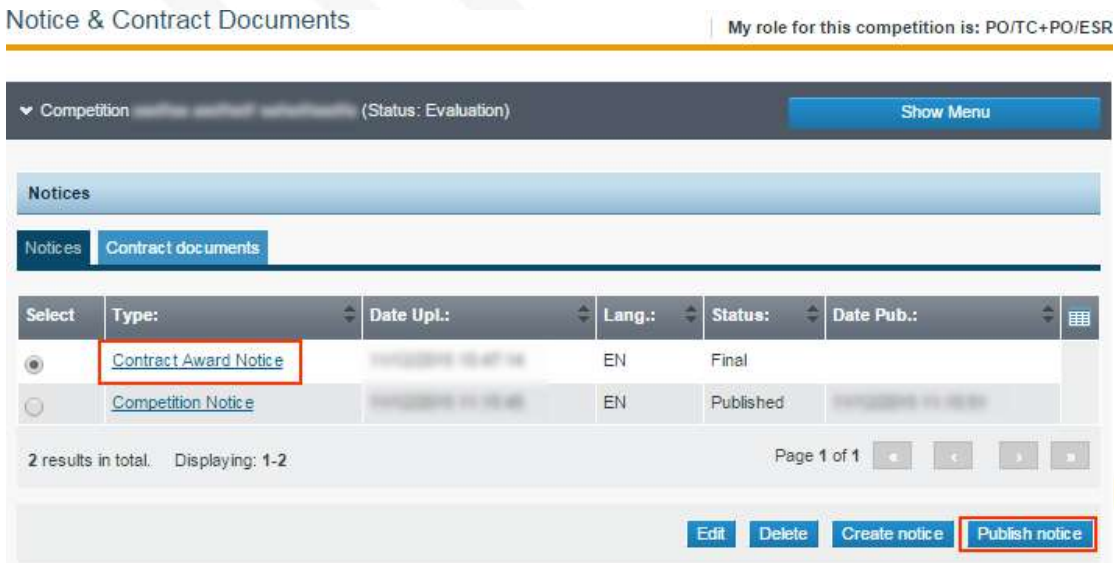 Notice & Contract Documents
My role for this competition is: PO/TC+PO/ESR
Competition (Status: Evaluation)
Show Menu
Notices
Notices Contract documents
Select Type: Date Upl.: Lang.: Status: Date Pub.:
Contract Award Notice EN Final
Competition Notice EN Published
2 results in total. Displaying: 1-2 Page 1 of 1
Edit Delete Create notice Publish notice